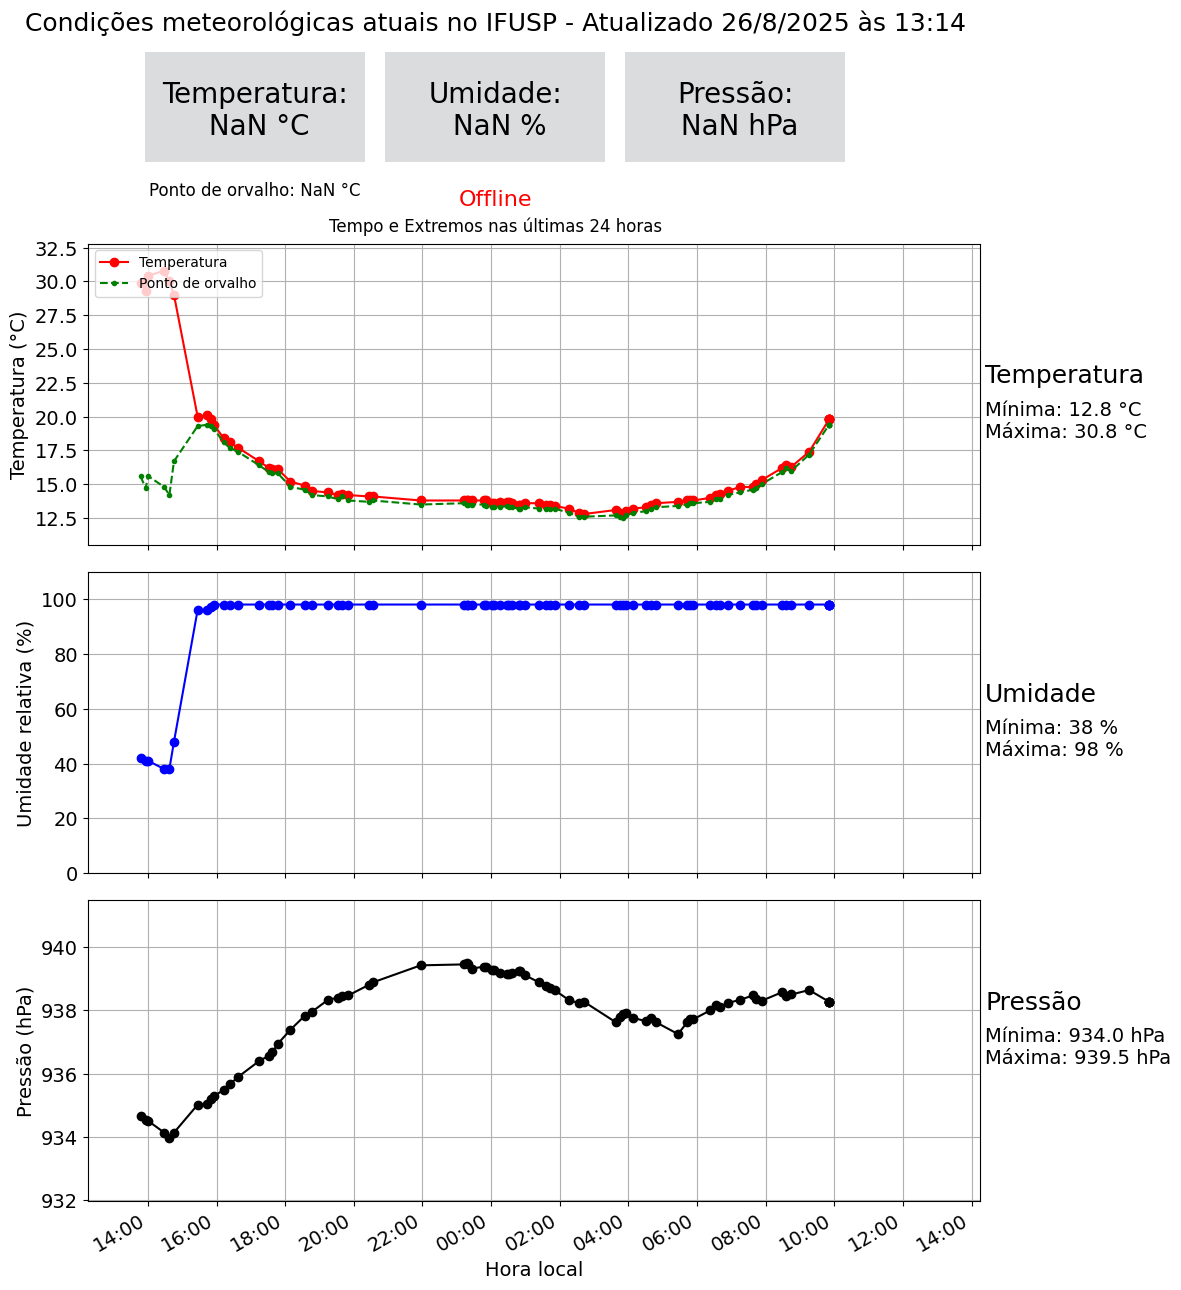 Condições meteorológicas atuais no IFUSP - Atualizado 26/8/2025 às 13:14
Temperatura:
NaN °C
Umidade:
NaN %
Pressão:
NaN hPa
Ponto de orvalho: NaN °C
Offline
Tempo e Extremos nas últimas 24 horas
Temperatura (°C)
32.5
30.0
27.5
25.0
22.5
20.0
17.5
15.0
12.5
Temperatura
Ponto de orvalho
Temperatura
Mínima: 12.8 °C
Máxima: 30.8 °C
Umidade relativa (%)
100
80
60
40
20
0
Umidade
Mínima: 38 %
Máxima: 98 %
Pressão (hPa)
940
938
936
934
932
Pressão
Mínima: 934.0 hPa
Máxima: 939.5 hPa
14:00
16:00
18:00
20:00
22:00
00:00
02:00
04:00
06:00
08:00
10:00
12:00
14:00
Hora local